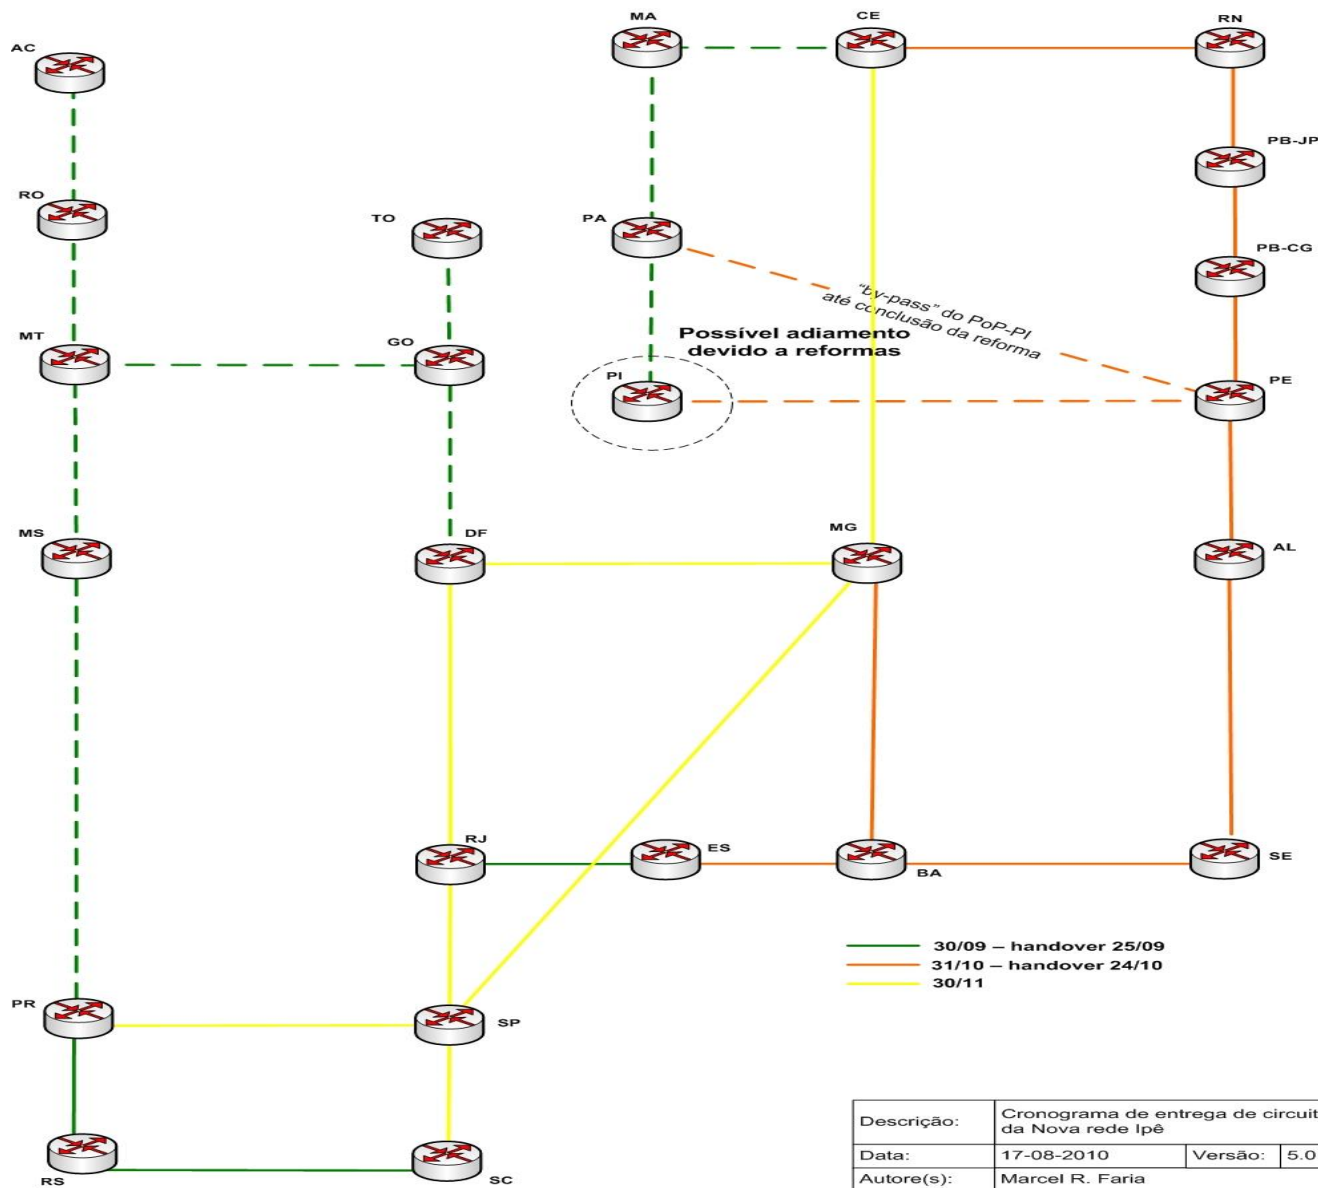 MA
CE
RN
AC
PB-JP
RO
TO
PA
PB-CG
"by-pass" do PoP-PI
até conclusão da reforma
Possível adiamento
devido a reformas
MT
GO
PI
PE
MS
DF
MG
AL
RJ
ES
BA
SE
30/09 – handover 25/09
31/10 – handover 24/10
30/11
PR
SP
RS
SC
Descrição: Cronograma de entrega de circuit
da Nova rede Ipê
Data: 17-08-2010 Versão: 5.0
Autore(s): Marcel R. Faria